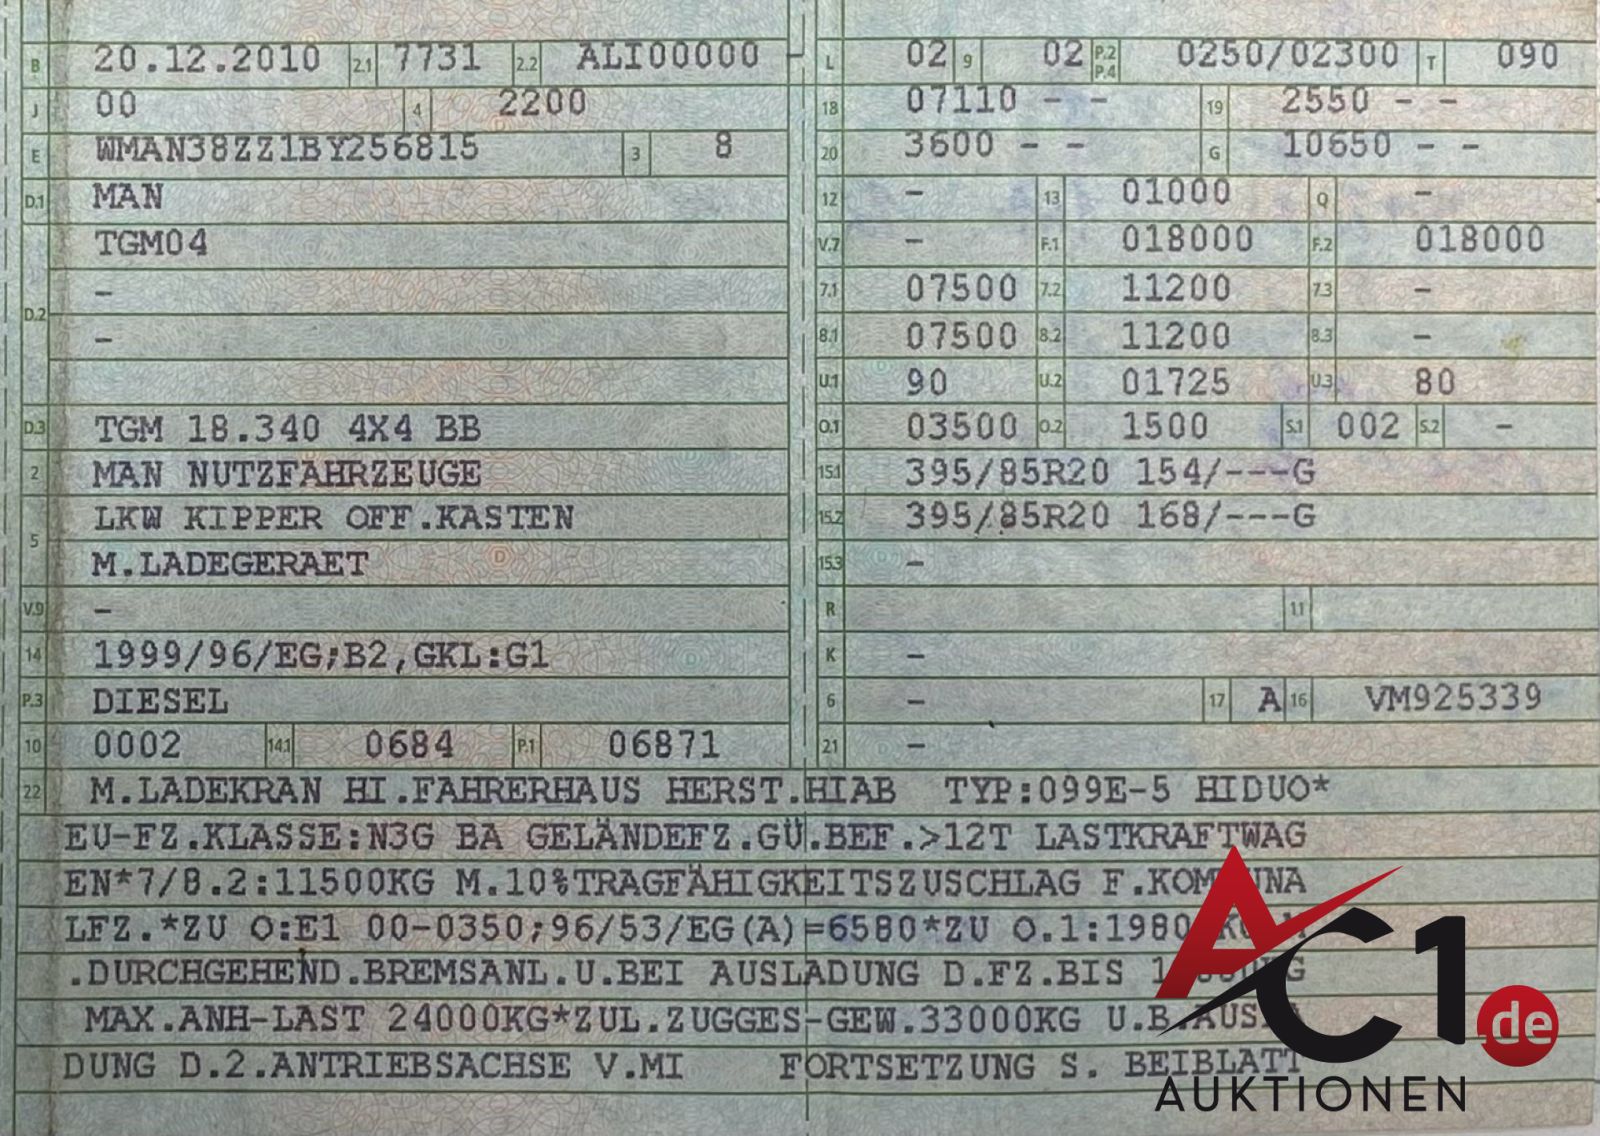 B 20.12.2010 2.1 7731 2.2 ALI00000 -
J 00 4 2200
E WMAN38ZZ1BY256815 3 8
D.1 MAN
TGM04
D.2 -
-
D.3 TGM 18.340 4X4 BB
2 MAN NUTZFAHRZEUGE
5 LKW KIPPER OFF.KASTEN
M.LADEGERAET
V.9 -
14 1999/96/EG;B2,GKL:G1
P.3 DIESEL
10 0002 14.1 0684 P.1 06871
L 02 9 02 P.2 P.4 0250/02300 T 090
18 07110 - - 19 2550 - -
20 3600 - - G 10650 - -
12 - 13 01000 Q -
V.7 - F.1 018000 F.2 018000
7.1 07500 7.2 11200 7.3 -
8.1 07500 8.2 11200 8.3 -
U.1 90 U.2 01725 U.3 80
O.1 03500 O.2 1500 S.1 002 S.2 -
15.1 395/85R20 154/---G
15.2 395/85R20 168/---G
15.3 -
R 11
K -
6 - 17 A 16 VM925339
21 -
22 M.LADEKRAN HI.FAHRERHAUS HERST.HIAB TYP:099E-5 HIDUO*
EU-FZ.KLASSE:N3G BA GELÄNDEFZ.GÜ.BEF.>12T LASTKRAFTWAG
EN*7/8.2:11500KG M.10%TRAGFÄHIGKEITSZUSCHLAG F.KOMMUNA
LFZ.*ZU O:E1 00-0350;96/53/EG(A)=6580*ZU O.1:1980
.DURCHGEHEND.BREMSANL.U.BEI AUSLADUNG D.FZ.BIS
MAX.ANH-LAST 24000KG*ZUL.ZUGGES-GEW.33000KG U.B.AUSLA
DUNG D.2.ANTRIEBSACHSE V.MI FORTSETZUNG S. BEIBLATT
AC1.de
AUKTIONEN